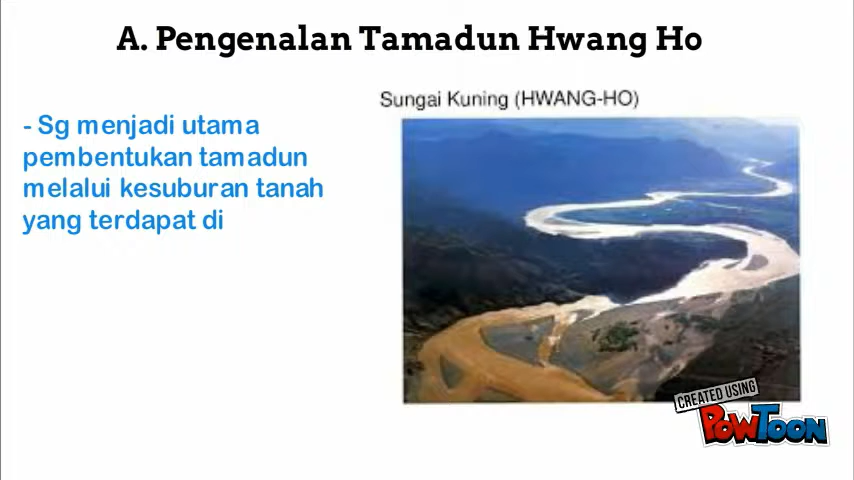 A. Pengenalan Tamadun Hwang Ho
Sungai Kuning (HWANG-HO)
- Sg menjadi utama
pembentukan tamadun
melalui kesuburan tanah
yang terdapat di
CREATED USING
POWTOON